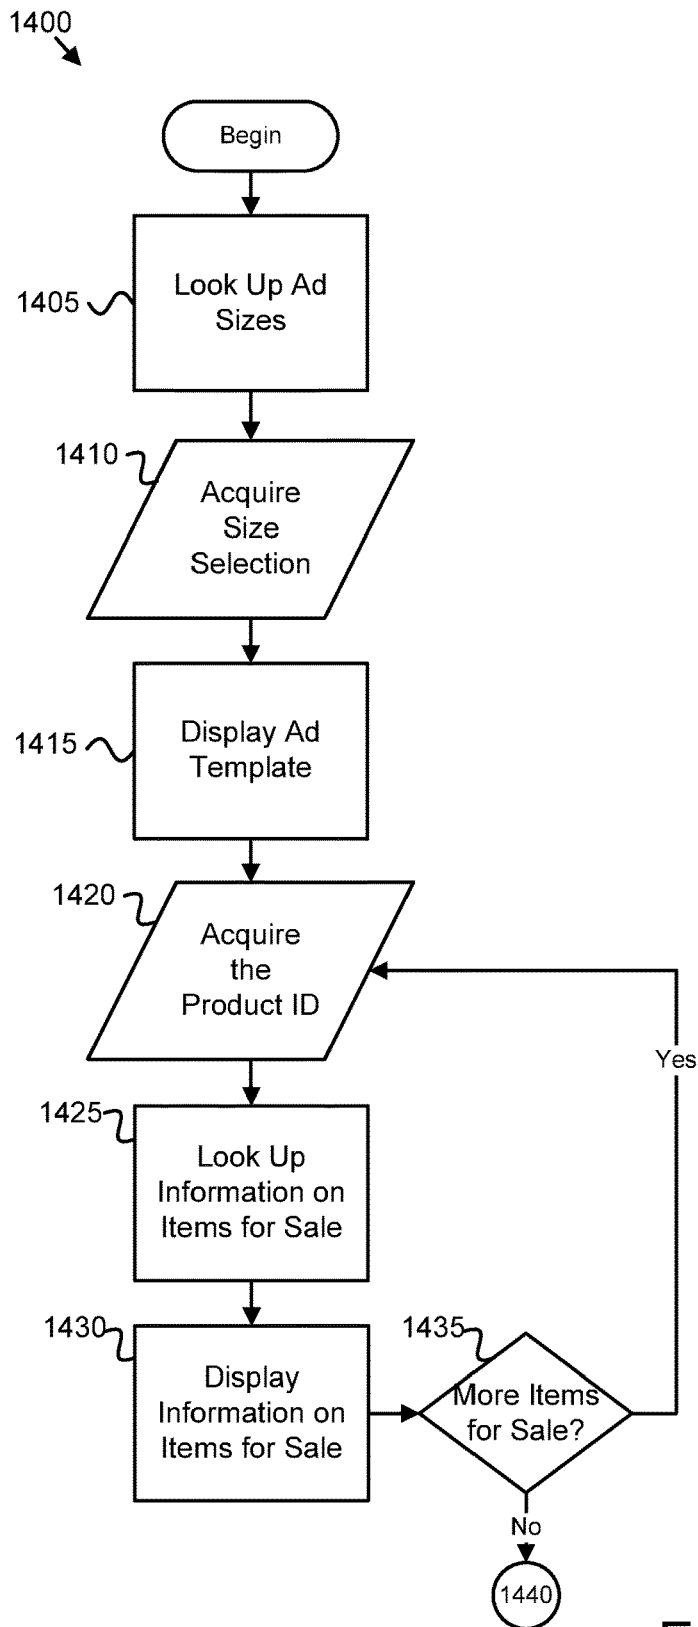 1400
Begin
1405
Look Up Ad
Sizes
1410
Acquire
Size
Selection
1415
Display Ad
Template
1420
Acquire
the
Product ID
Yes
1425
Look Up
Information on
Items for Sale
1430
Display
Information on
Items for Sale
1435
More Items
for Sale?
No
1440